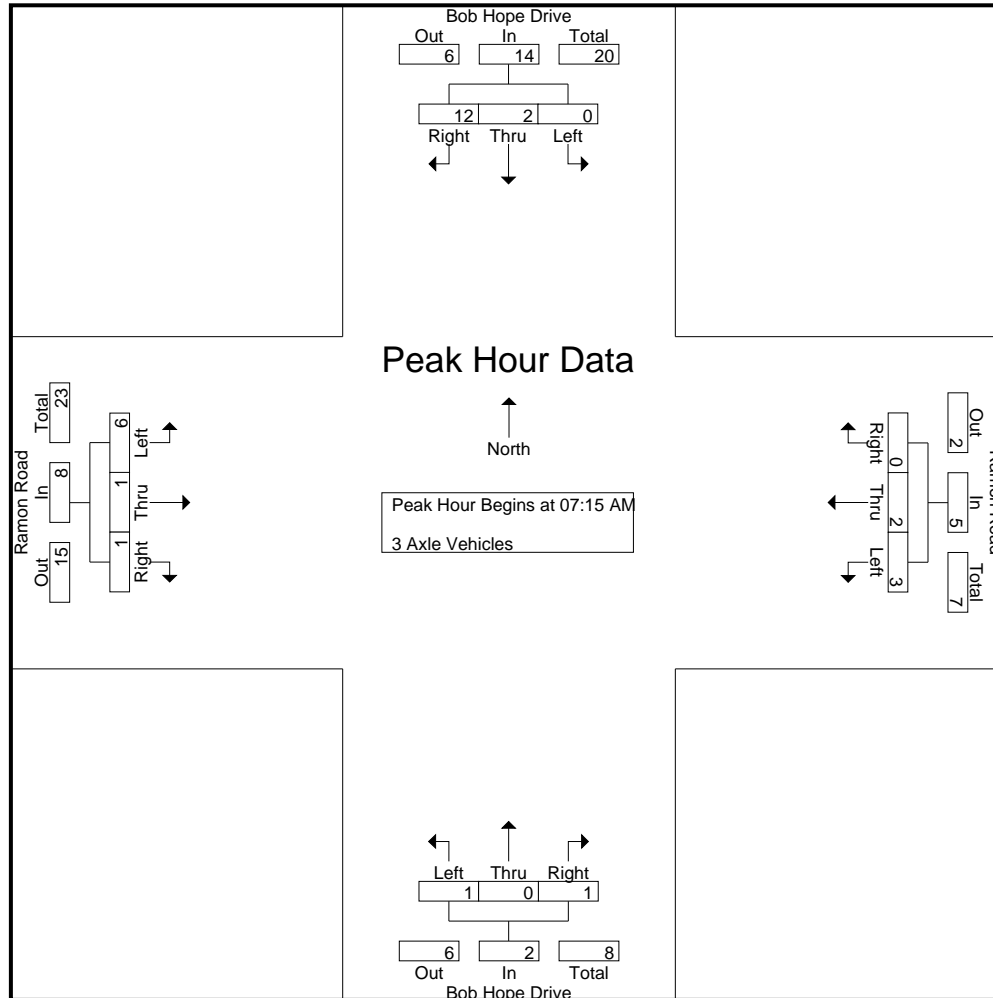 Bob Hope Drive
Out In Total
6 14 20
12 2 0
Right Thru Left
Peak Hour Data
North
Peak Hour Begins at 07:15 AM
3 Axle Vehicles
Ramon Road
Total In Out
23 8 15
6 1 1
Left Thru Right
Right Thru Left
0 2 3
2 5 7
Out In Total
Ramon Road
Left Thru Right
1 0 1
6 2 8
Out In Total
Bob Hope Drive